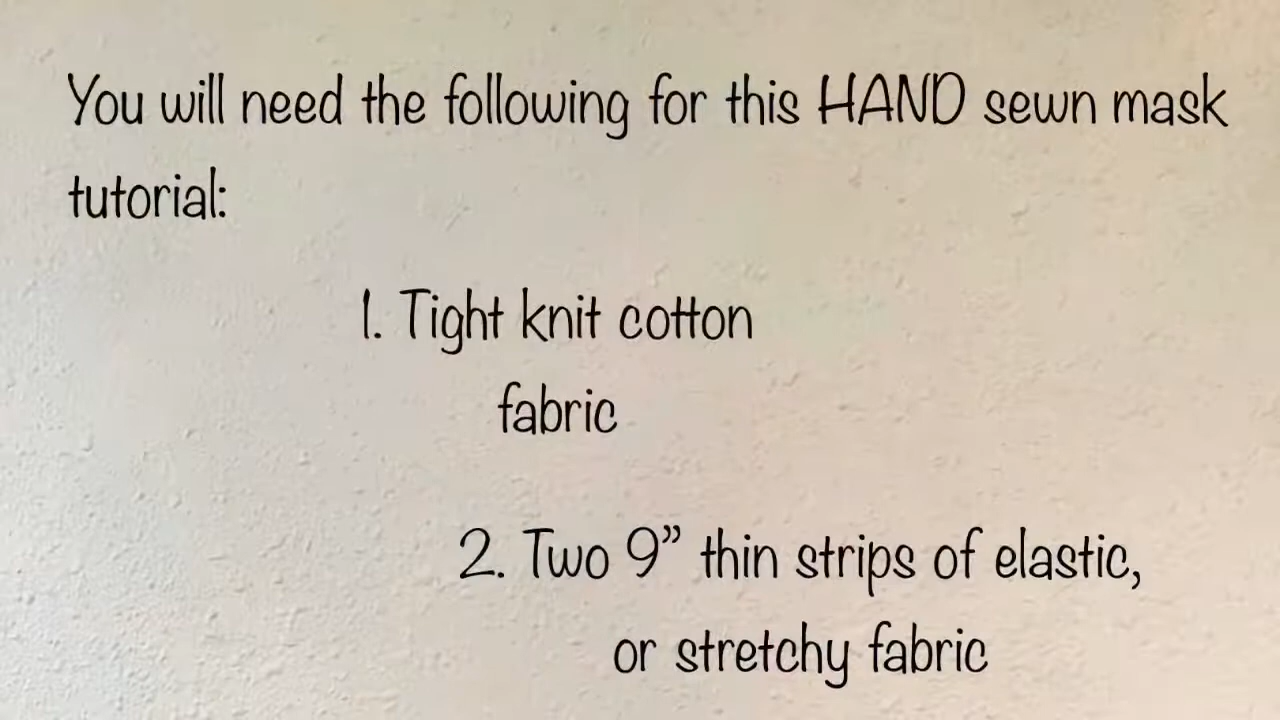 You will need the following for this HAND sewn mask
tutorial:
1. Tight knit cotton
fabric
2. Two 9” thin strips of elastic,
or stretchy fabric